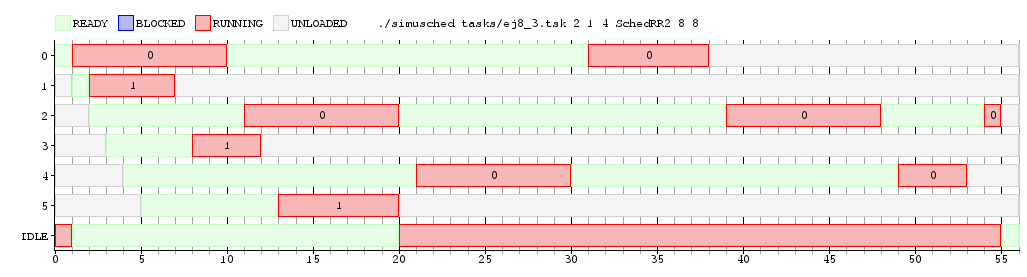 READY BLOCKED RUNNING UNLOADED ./simusched tasks/ej8_3.tsk 2 1 4 SchedRR2 8 8
0 0 0
1 1
2 0 0 0
3 1
4 0 0
5 1
IDLE
0 5 10 15 20 25 30 35 40 45 50 55